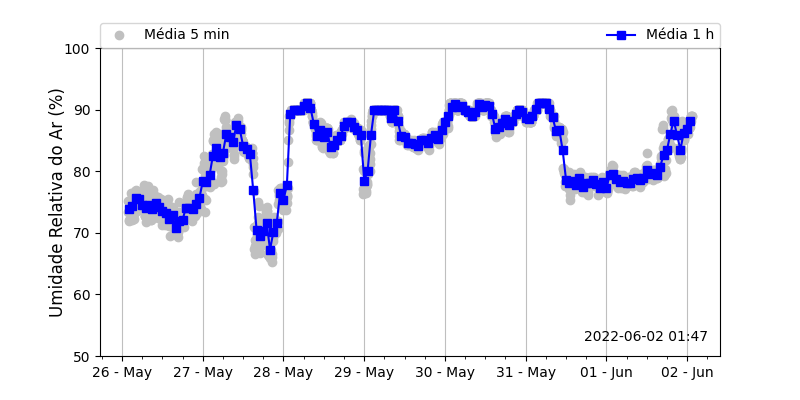 Média 5 min
Média 1 h
Umidade Relativa do Ar (%)
100
90
80
70
60
50
2022-06-02 01:47
26 - May
27 - May
28 - May
29 - May
30 - May
31 - May
01 - Jun
02 - Jun